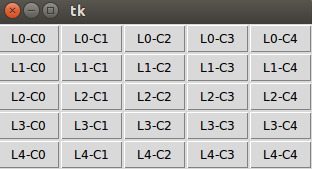 tk
L0-C0 L0-C1 L0-C2 L0-C3 L0-C4
L1-C0 L1-C1 L1-C2 L1-C3 L1-C4
L2-C0 L2-C1 L2-C2 L2-C3 L2-C4
L3-C0 L3-C1 L3-C2 L3-C3 L3-C4
L4-C0 L4-C1 L4-C2 L4-C3 L4-C4